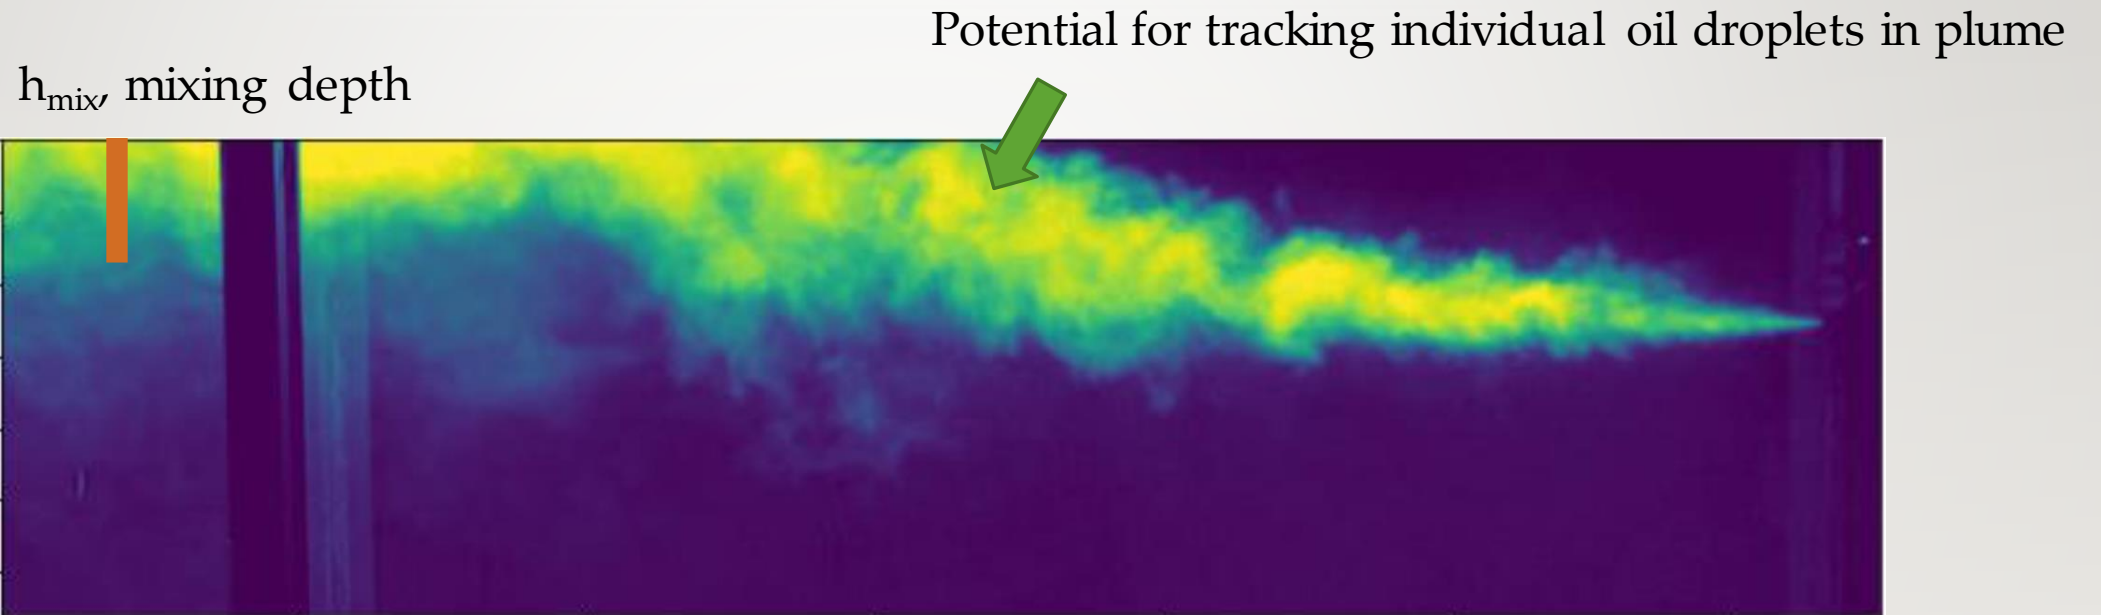 Potential for tracking individual oil droplets in plume
hmix, mixing depth